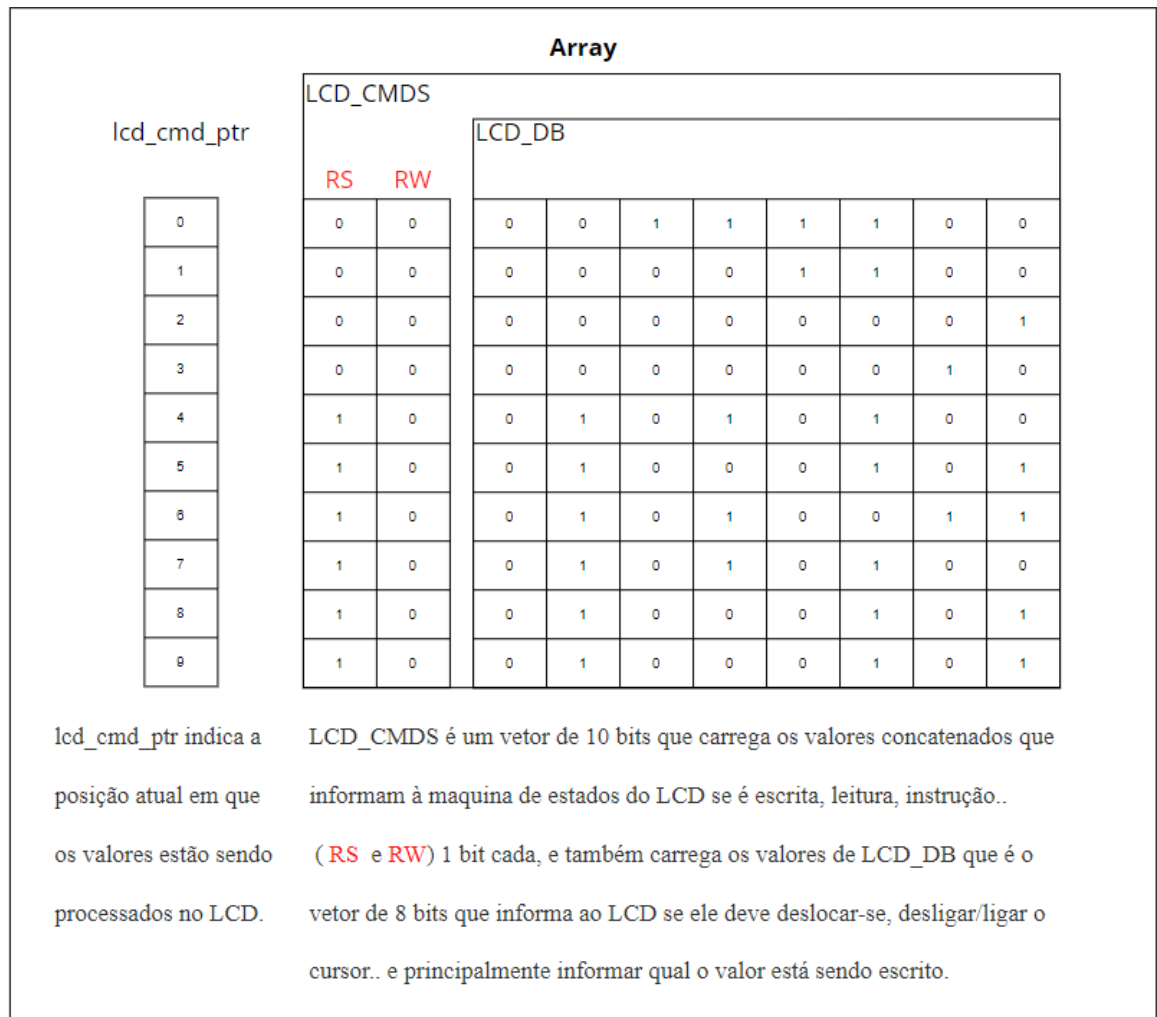 Array
LCD_CMDS
lcd_cmd_ptr
LCD_DB
RS RW
0 0 0 0 0 1 1 1 1 0 0
1 0 0 0 0 0 0 1 1 0 0
2 0 0 0 0 0 0 0 0 0 1
3 0 0 0 0 0 0 0 0 1 0
4 1 0 0 1 0 1 0 1 0 0
5 1 0 0 1 0 0 0 1 0 1
6 1 0 0 1 0 1 0 0 1 1
7 1 0 0 1 0 1 0 1 0 0
8 1 0 0 1 0 0 0 1 0 1
9 1 0 0 1 0 0 0 1 0 1
lcd_cmd_ptr indica a
posição atual em que
os valores estão sendo
processados no LCD.
LCD_CMDS é um vetor de 10 bits que carrega os valores concatenados que
informam à maquina de estados do LCD se é escrita, leitura, instrução..
( RS e RW) 1 bit cada, e também carrega os valores de LCD_DB que é o
vetor de 8 bits que informa ao LCD se ele deve deslocar-se, desligar/ligar o
cursor.. e principalmente informar qual o valor está sendo escrito.